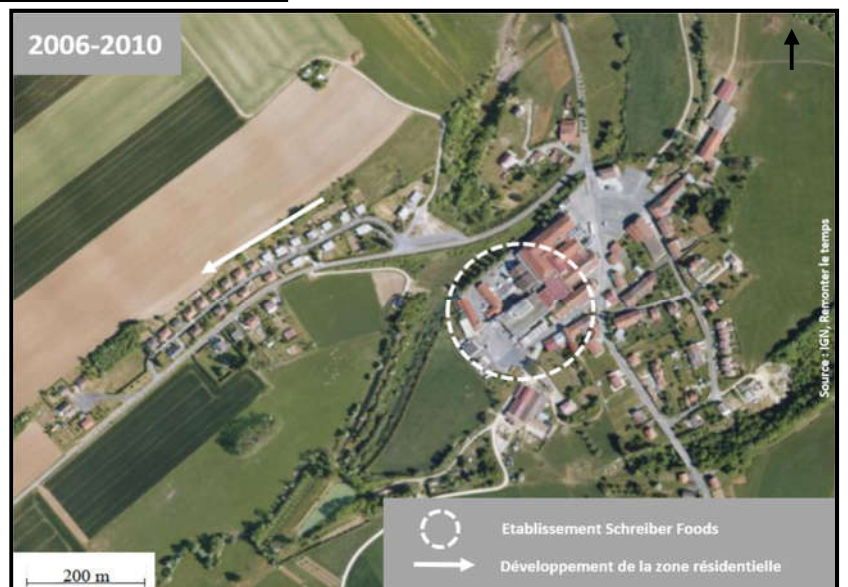 2006-2010
Source : IGN, Remonter le temps
Etablissement Schreiber Foods
Développement de la zone résidentielle
200 m